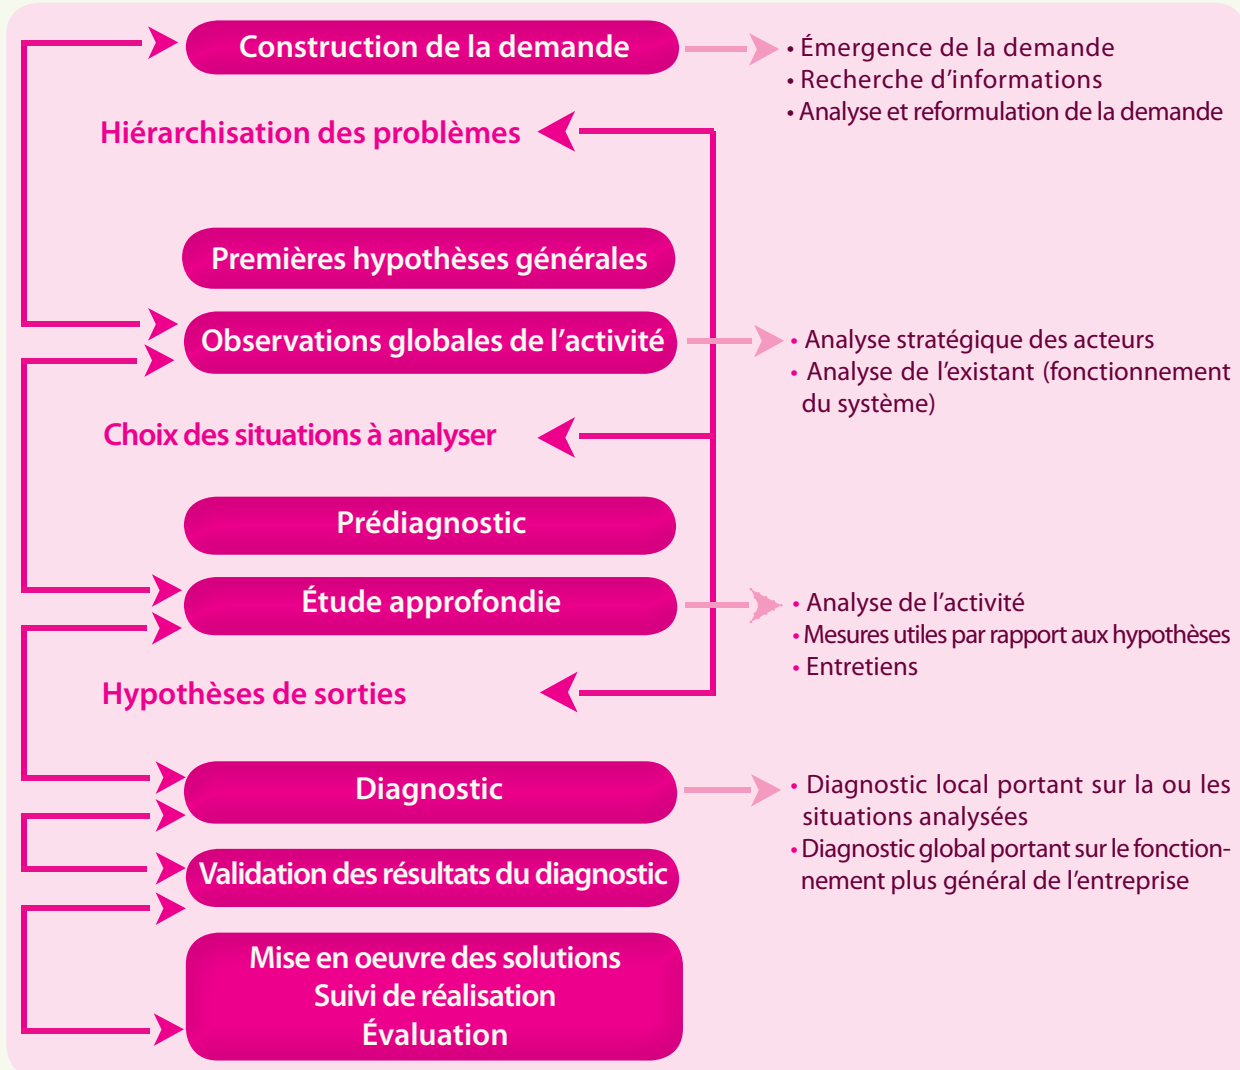 Construction de la demande
• Émergence de la demande
• Recherche d’informations
• Analyse et reformulation de la demande
Hiérarchisation des problèmes
Premières hypothèses générales
Observations globales de l’activité
• Analyse stratégique des acteurs
• Analyse de l’existant (fonctionnement
du système)
Choix des situations à analyser
Prédiagnostic
Étude approfondie
• Analyse de l’activité
• Mesures utiles par rapport aux hypothèses
• Entretiens
Hypothèses de sorties
Diagnostic
• Diagnostic local portant sur la ou les
situations analysées
• Diagnostic global portant sur le fonction-
nement plus général de l’entreprise
Validation des résultats du diagnostic
Mise en oeuvre des solutions
Suivi de réalisation
Évaluation